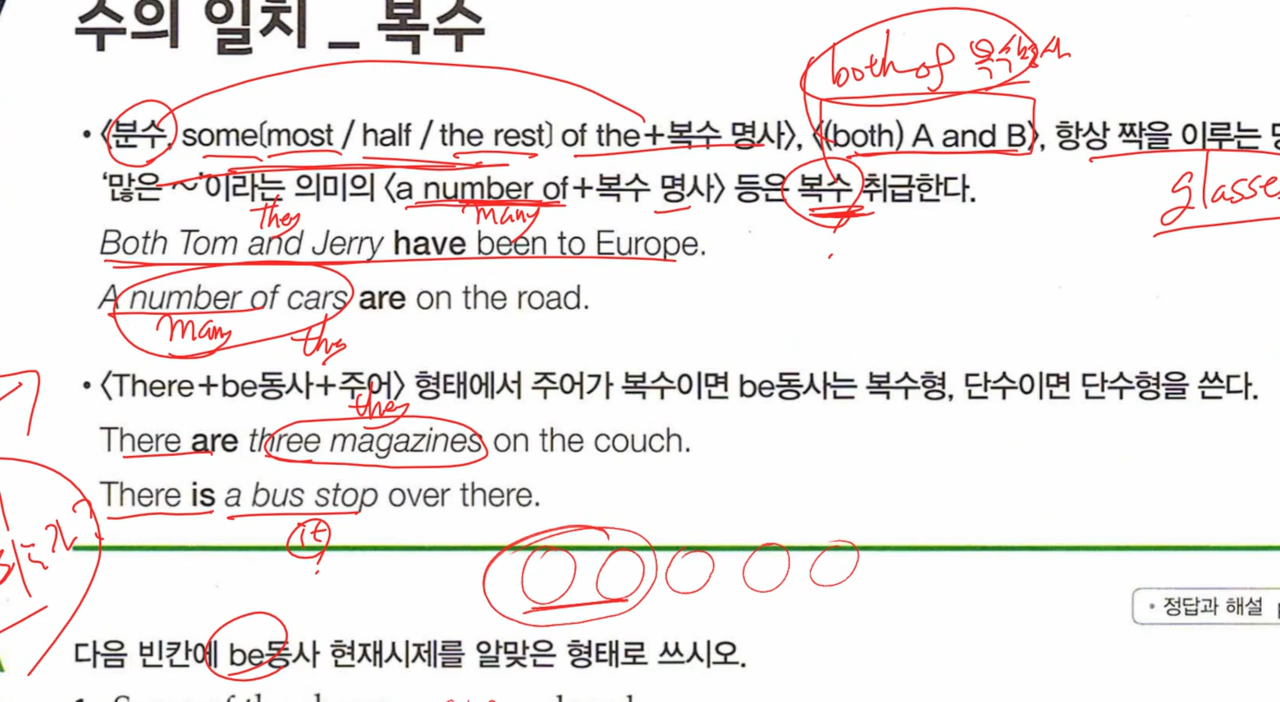 수의 일치 _ 복수
both of 복수명사
• 〈분수, some(most / half / the rest) of the+복수 명사〉, 〈(both) A and B〉, 항상 짝을 이루는
'많은 ~'이라는 의미의 〈a number of+복수 명사〉 등은 복수 취급한다.
glasse
they many
Both Tom and Jerry have been to Europe.
A number of cars are on the road.
many they
• 〈There+be동사+주어〉 형태에서 주어가 복수이면 be동사는 복수형, 단수이면 단수형을 쓴다.
they
There are three magazines on the couch.
There is a bus stop over there.
it
• 정답과 해설
다음 빈칸에 be동사 현재시제를 알맞은 형태로 쓰시오.